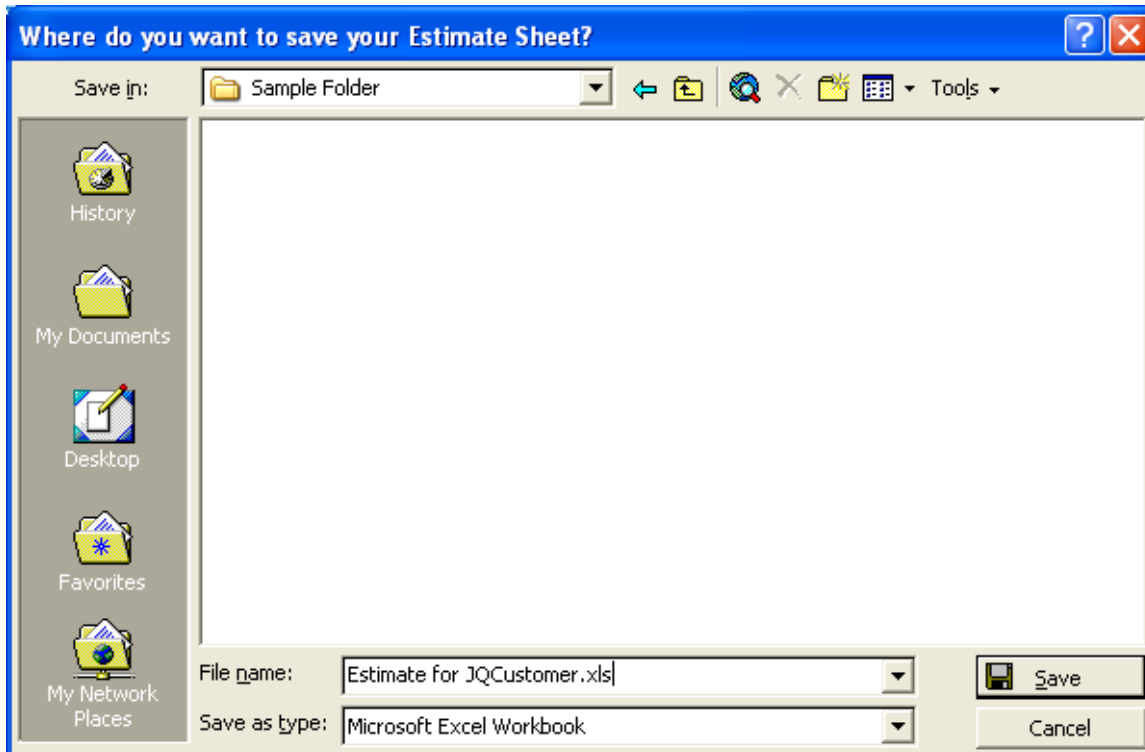 Where do you want to save your Estimate Sheet?
Save in:
Sample Folder
Tools
History
My Documents
Desktop
Favorites
My Network
Places
File name:
Estimate for JQCustomer.xls
Save
Save as type:
Microsoft Excel Workbook
Cancel